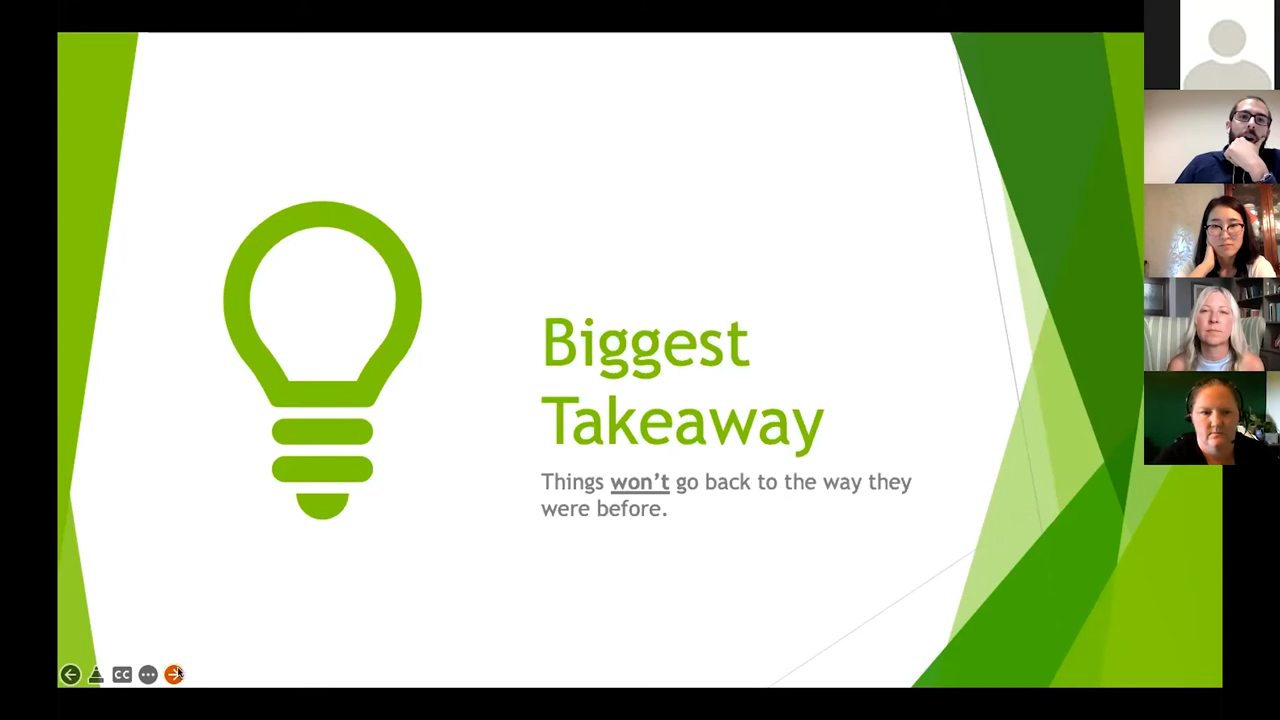 Biggest
Takeaway
Things won't go back to the way they
were before.
CC